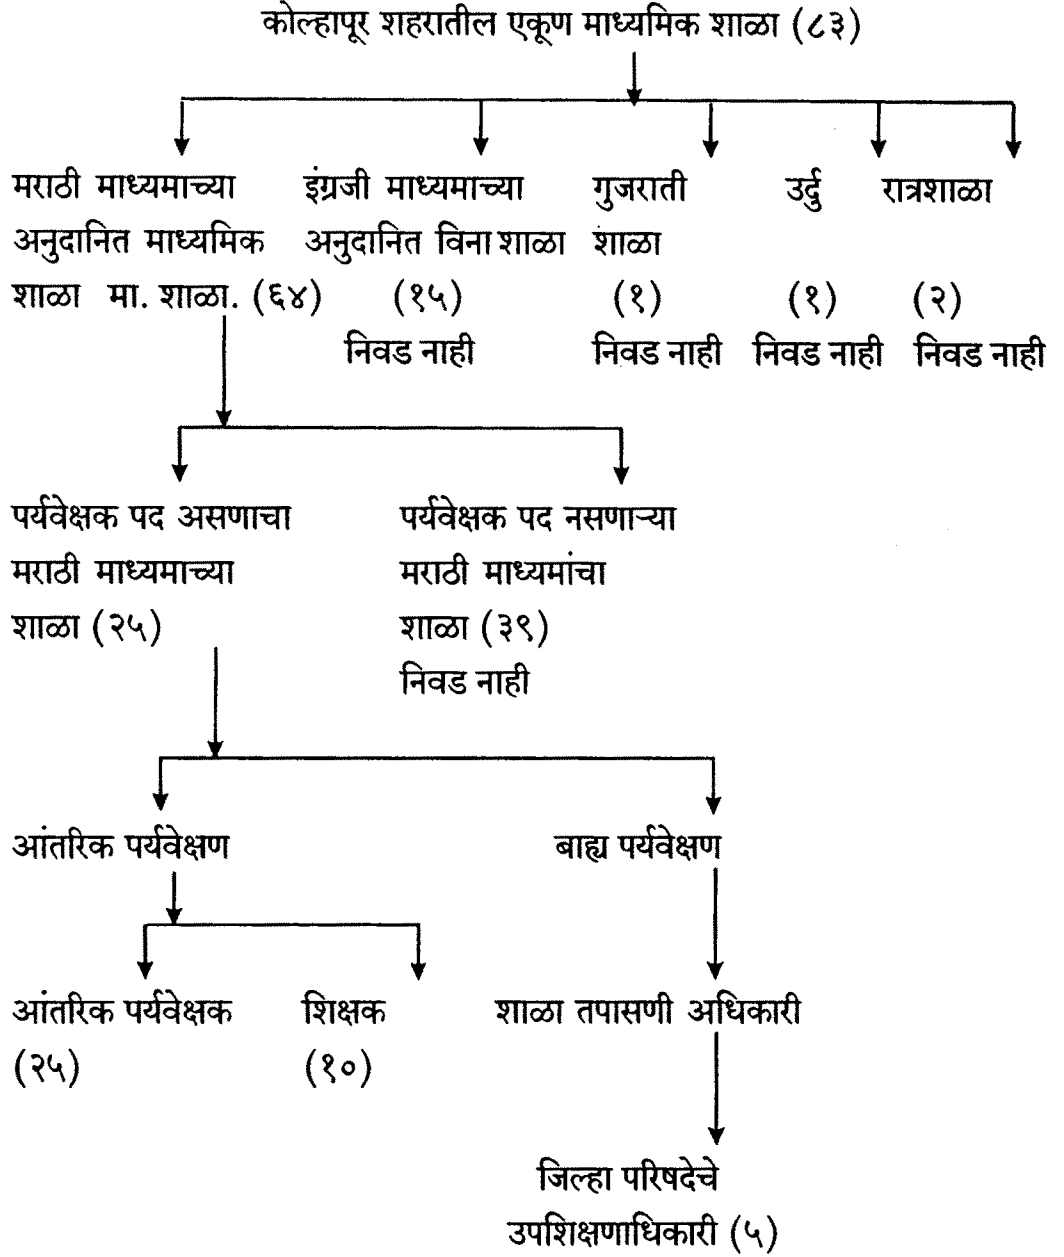 कोल्हापूर शहरातील एकूण माध्यमिक शाळा (८३)
मराठी माध्यमाच्या
अनुदानित माध्यमिक
शाळा मा. शाळा. (६४)
इंग्रजी माध्यमाच्या
अनुदानित विना शाळा
(१५)
निवड नाही
गुजराती
शाळा
(१)
निवड नाही
उर्दु
(१)
निवड नाही
रात्रशाळा
(२)
निवड नाही
पर्यवेक्षक पद असणाचा
मराठी माध्यमाच्या
शाळा (२५)
पर्यवेक्षक पद नसणाऱ्या
मराठी माध्यमांचा
शाळा (३९)
निवड नाही
आंतरिक पर्यवेक्षण
बाह्य पर्यवेक्षण
आंतरिक पर्यवेक्षक
(२५)
शिक्षक
(१०)
शाळा तपासणी अधिकारी
जिल्हा परिषदेचे
उपशिक्षणाधिकारी (५)